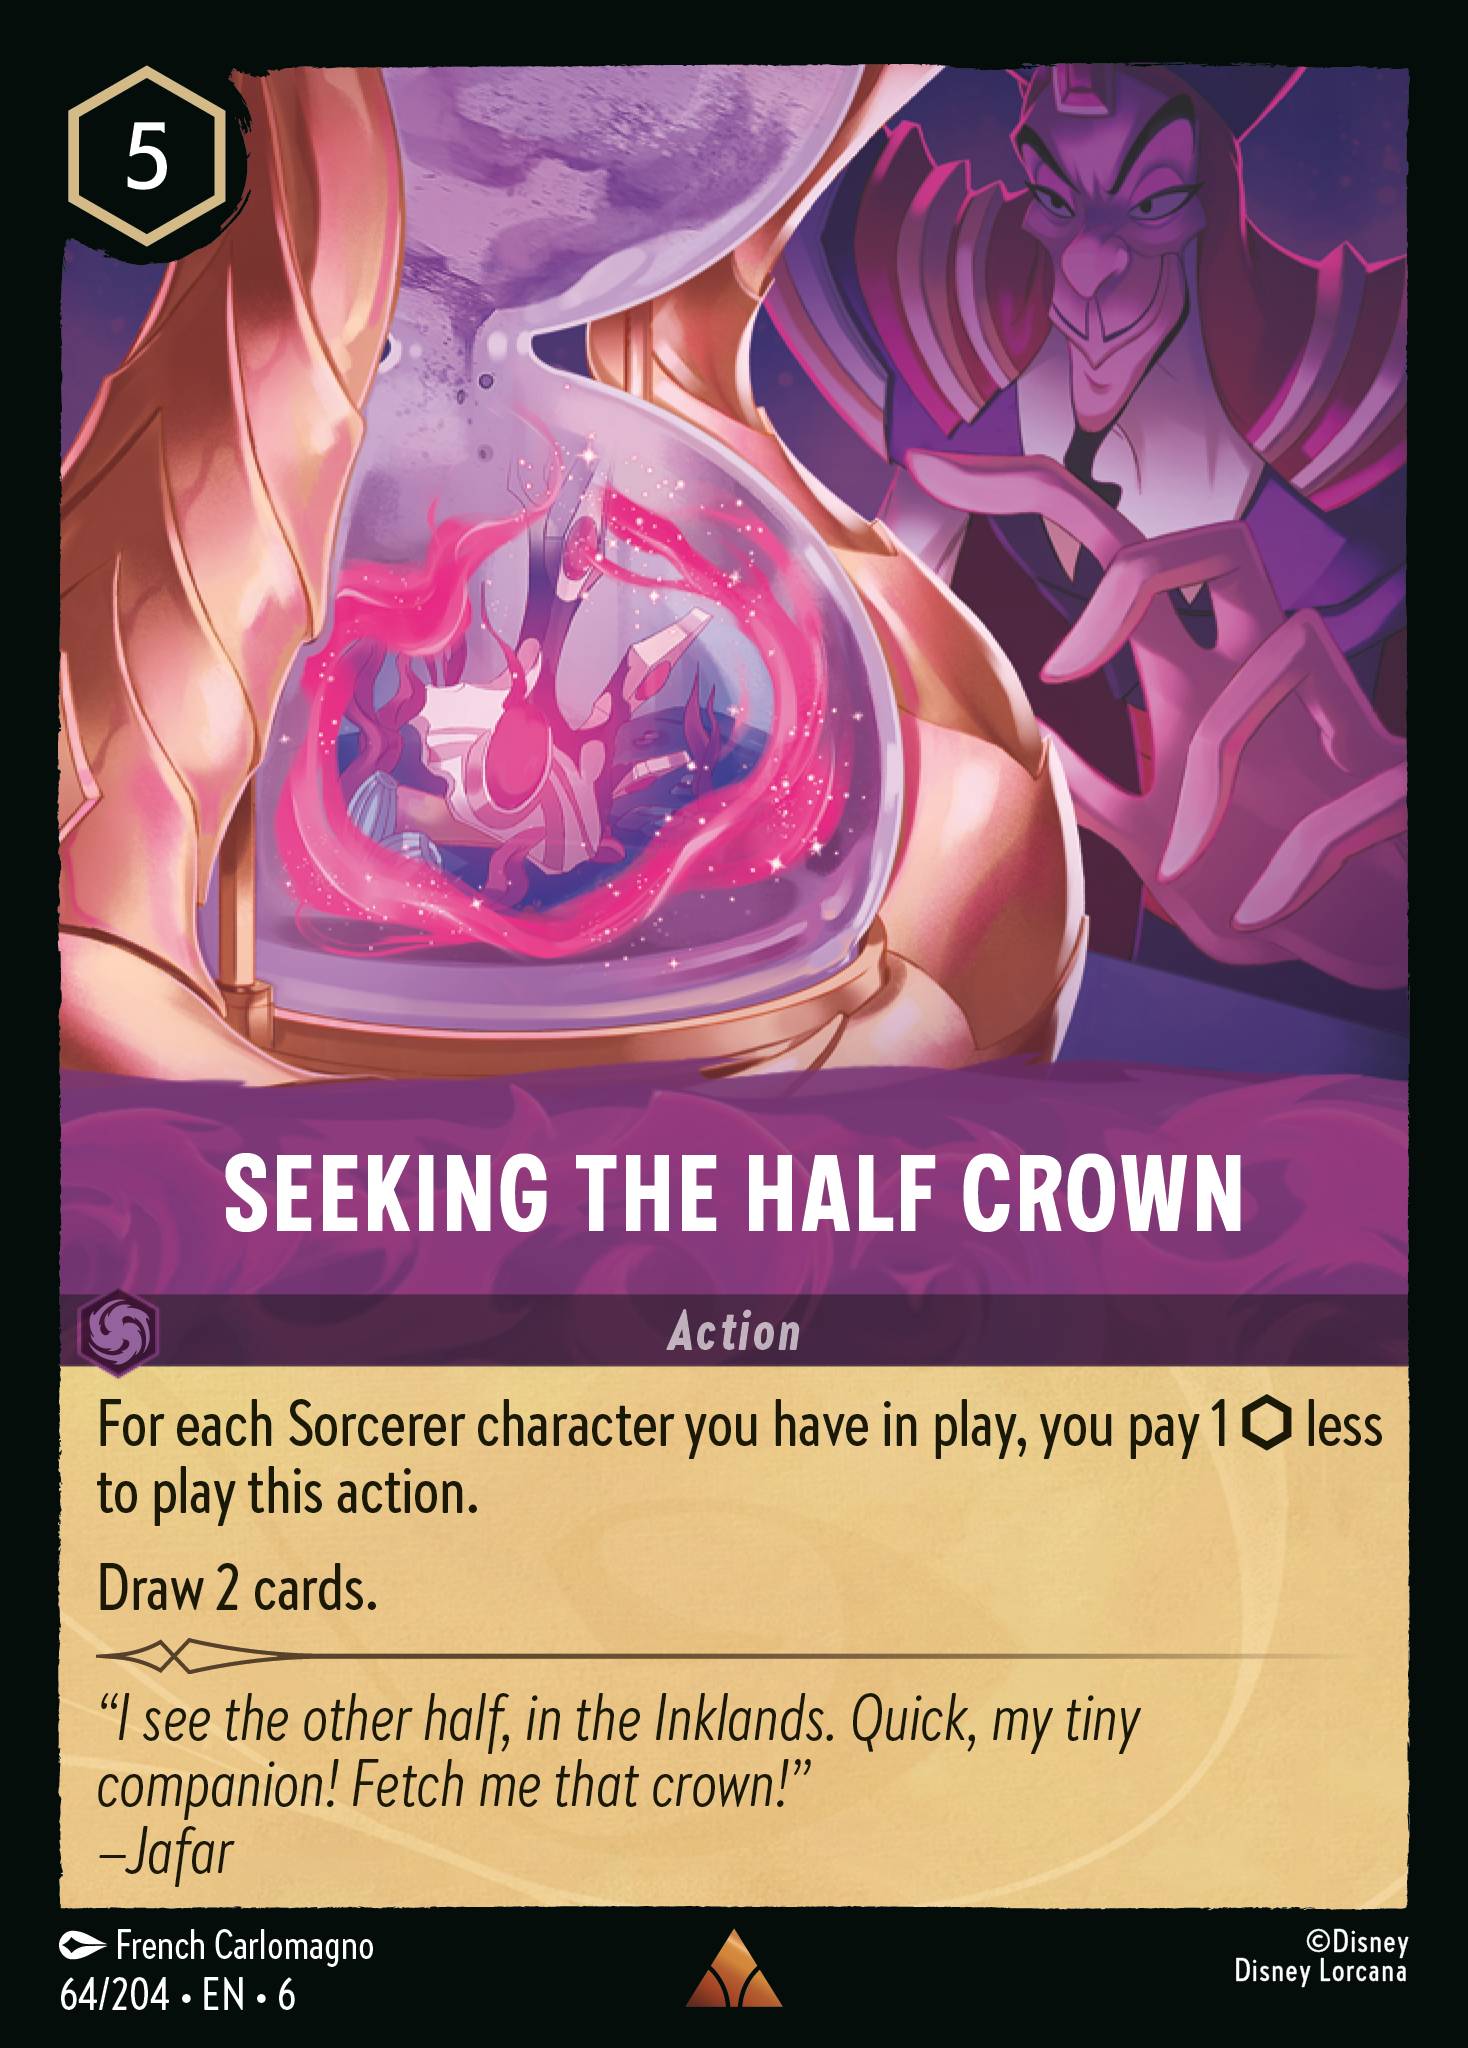 5
SEEKING THE HALF CROWN
Action
For each Sorcerer character you have in play, you pay 1 ⬡ less
to play this action.
Draw 2 cards.
“I see the other half, in the Inklands. Quick, my tiny
companion! Fetch me that crown!”
–Jafar
French Carlomagno
64/204 • EN • 6
©Disney
Disney Lorcana